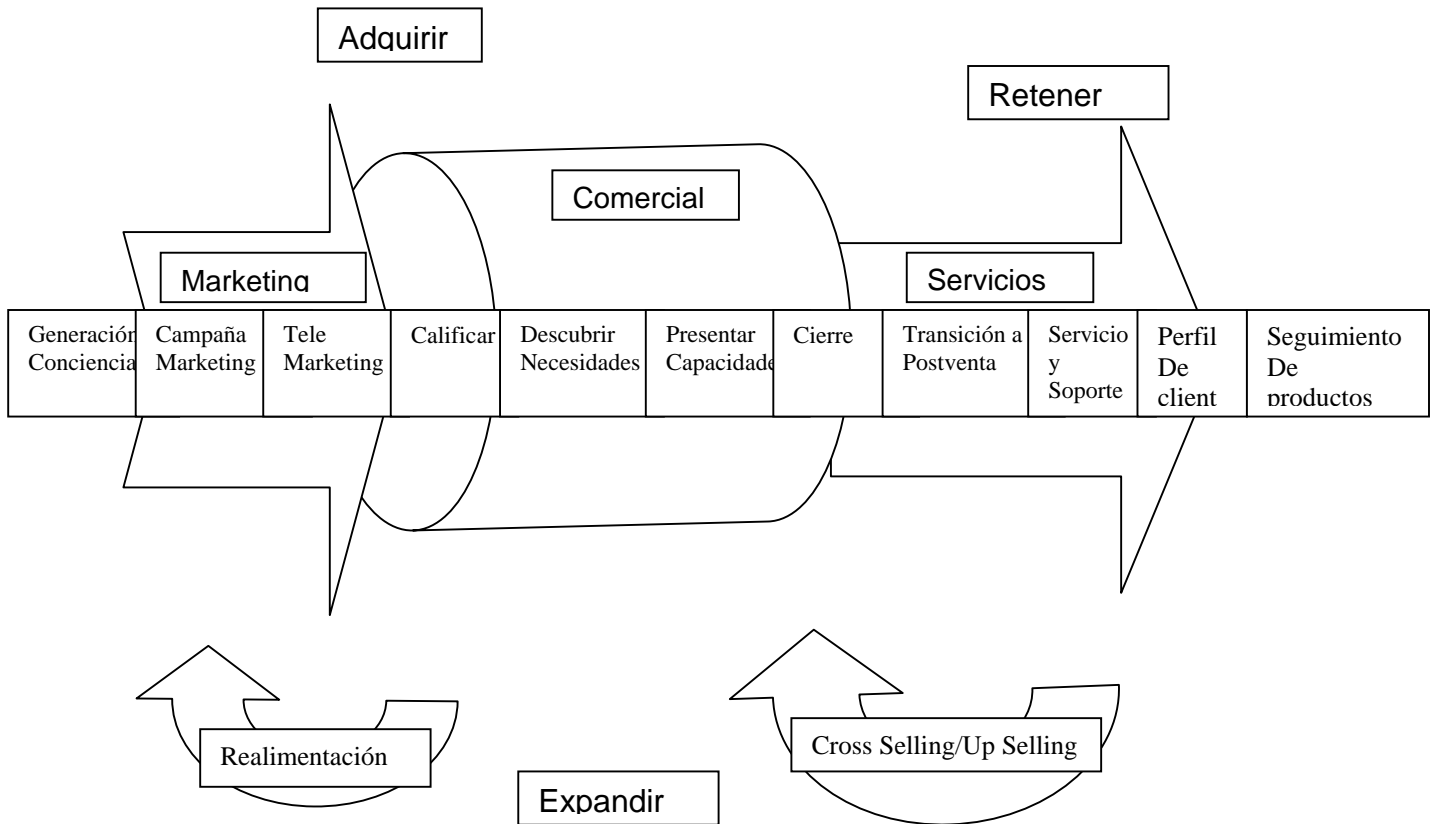 Adquirir
Retener
Comercial
Marketing
Servicios
Generación
Conciencia
Campaña
Marketing
Tele
Marketing
Calificar
Descubrir
Necesidades
Presentar
Capacidade
Cierre
Transición a
Postventa
Servicio
y
Soporte
Perfil
De
client
Seguimiento
De
productos
Realimentación
Cross Selling/Up Selling
Expandir